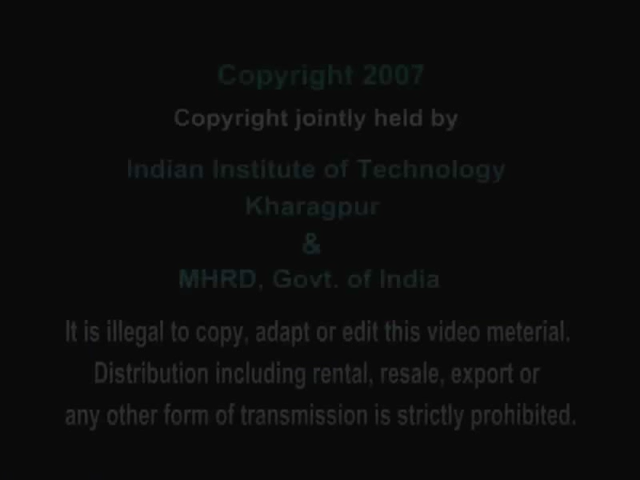 Copyright 2007
Copyright jointly held by
Indian Institute of Technology
Kharagpur
&
MHRD, Govt. of India
It is illegal to copy, adapt or edit this video meterial.
Distribution including rental, resale, export or
any other form of transmission is strictly prohibited.